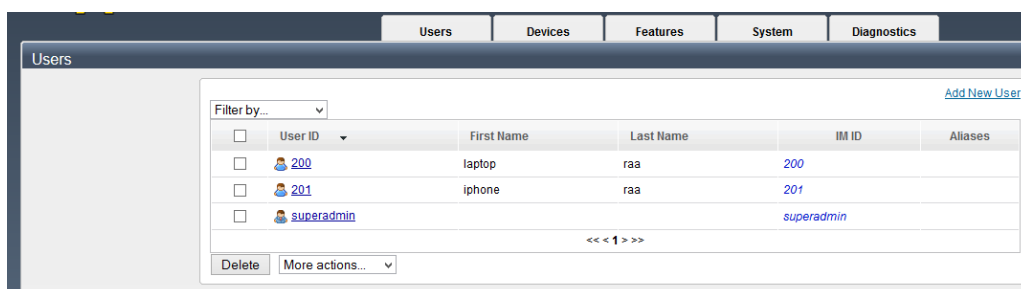 Users Devices Features System Diagnostics
Users
Add New User
Filter by...
User ID First Name Last Name IM ID Aliases
200 laptop raa 200
201 iphone raa 201
superadmin superadmin
<< < 1 > >>
Delete More actions...